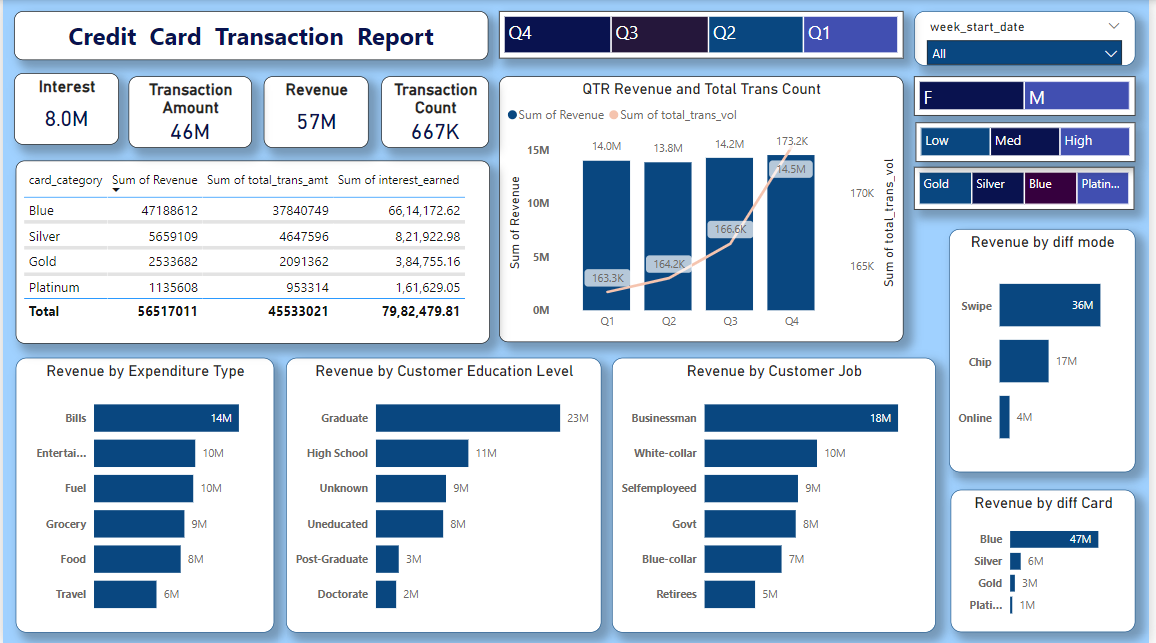 Credit Card Transaction Report
Q4 Q3 Q2 Q1
week_start_date
All
Interest
8.0M
Transaction
Amount
46M
Revenue
57M
Transaction
Count
667K
F M
Low Med High
Gold Silver Blue Platin...
card_category Sum of Revenue Sum of total_trans_amt Sum of interest_earned
Blue 47188612 37840749 66,14,172.62
Silver 5659109 4647596 8,21,922.98
Gold 2533682 2091362 3,84,755.16
Platinum 1135608 953314 1,61,629.05
Total 56517011 45533021 79,82,479.81
QTR Revenue and Total Trans Count
Sum of Revenue Sum of total_trans_vol
14.0M 13.8M 14.2M 173.2K
14.5M
163.3K 164.2K 166.6K
15M
10M
5M
0M
Sum of Revenue
170K
165K
Sum of total_trans_vol
Q1 Q2 Q3 Q4
Revenue by diff mode
Swipe 36M
Chip 17M
Online 4M
Revenue by Expenditure Type
Bills 14M
Entertai... 10M
Fuel 10M
Grocery 9M
Food 8M
Travel 6M
Revenue by Customer Education Level
Graduate 23M
High School 11M
Unknown 9M
Uneducated 8M
Post-Graduate 3M
Doctorate 2M
Revenue by Customer Job
Businessman 18M
White-collar 10M
Selfemployeed 9M
Govt 8M
Blue-collar 7M
Retirees 5M
Revenue by diff Card
Blue 47M
Silver 6M
Gold 3M
Plati... 1M